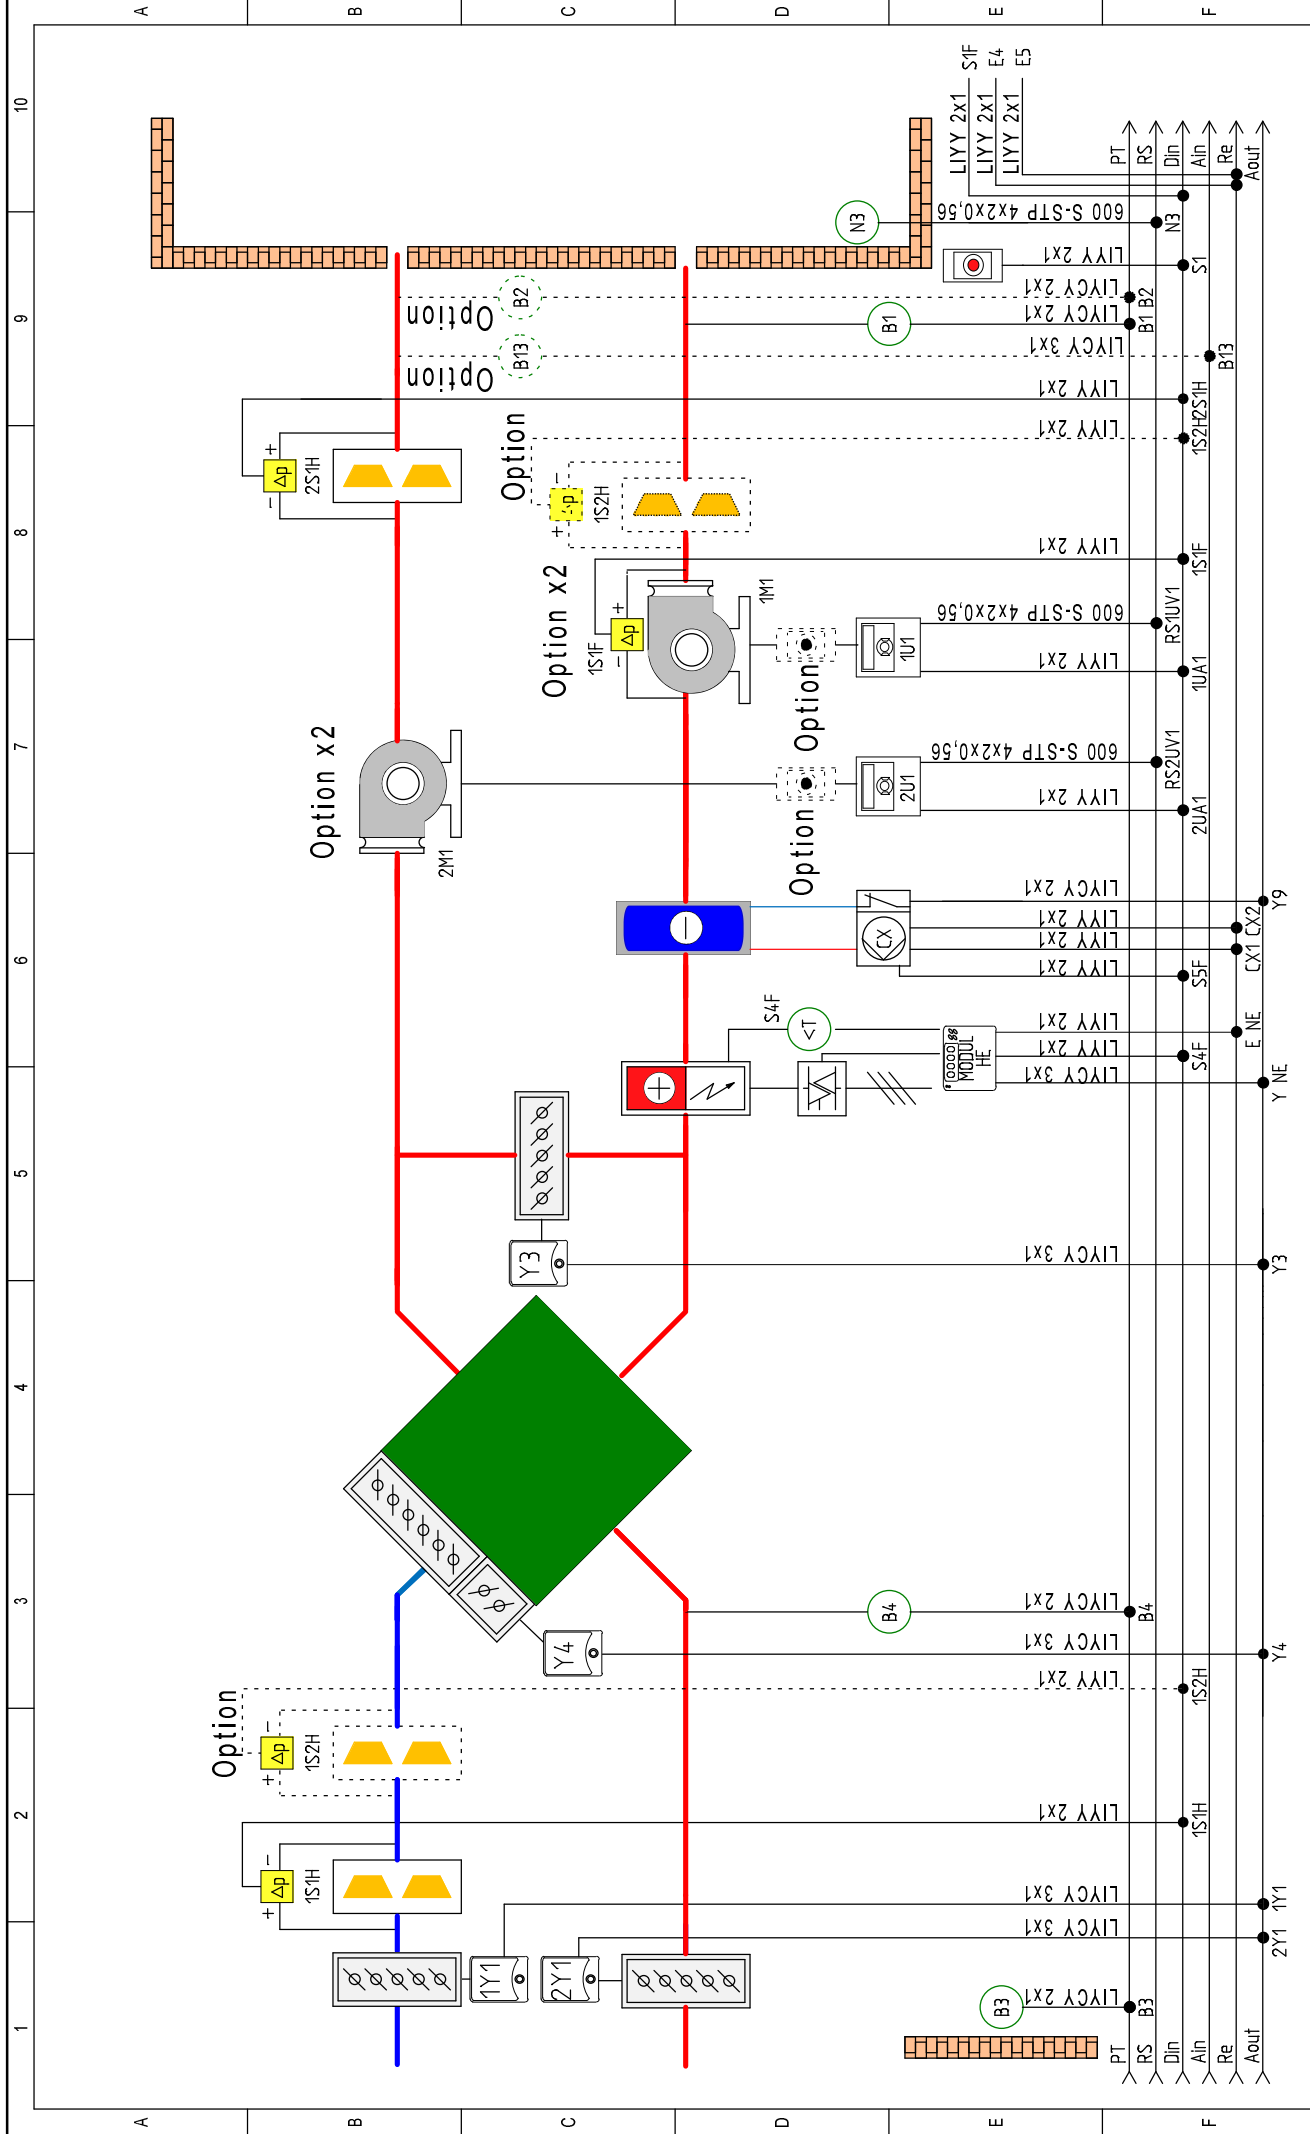 A
B
C
D
E
F
10
9
8
7
6
5
4
3
2
1
S1F
E4
E5
LIYY 2x1
LIYY 2x1
LIYY 2x1
PT
RS
Din
Ain
Re
Aout
N3
600 S-STP 4x2x0,56
N3
LIYY 2x1
S1
Option
B2
LIYCY 2x1
B2
B1
LIYCY 2x1
B1
Option
B13
LIYCY 3x1
B13
LIYY 2x1
2S1H
- Δp +
2S1H
Option
LIYY 2x1
1S2H
+ Δp -
1S2H
LIYY 2x1
1S1F
Option x2
1S1F
- Δp +
1M1
Option
1U1
600 S-STP 4x2x0,56
RS1UV1
LIYY 2x1
1UA1
Option x2
2M1
Option
2U1
600 S-STP 4x2x0,56
RS2UV1
LIYY 2x1
2UA1
CX
LIYCY 2x1
Y9
LIYY 2x1
CX2
LIYY 2x1
CX1
LIYY 2x1
S5F
S4F
<T
MODUL
HE
0000
88
LIYY 2x1
E NE
LIYY 2x1
S4F
LIYCY 3x1
Y NE
Y3
LIYCY 3x1
Y3
B4
LIYCY 2x1
B4
Y4
LIYCY 3x1
Y4
Option
LIYY 2x1
1S2H
+ Δp -
1S2H
LIYY 2x1
1S1H
+ Δp -
1S1H
1Y1
LIYCY 3x1
1Y1
2Y1
LIYCY 3x1
2Y1
B3
LIYCY 2x1
B3
PT
RS
Din
Ain
Re
Aout
A
B
C
D
E
F